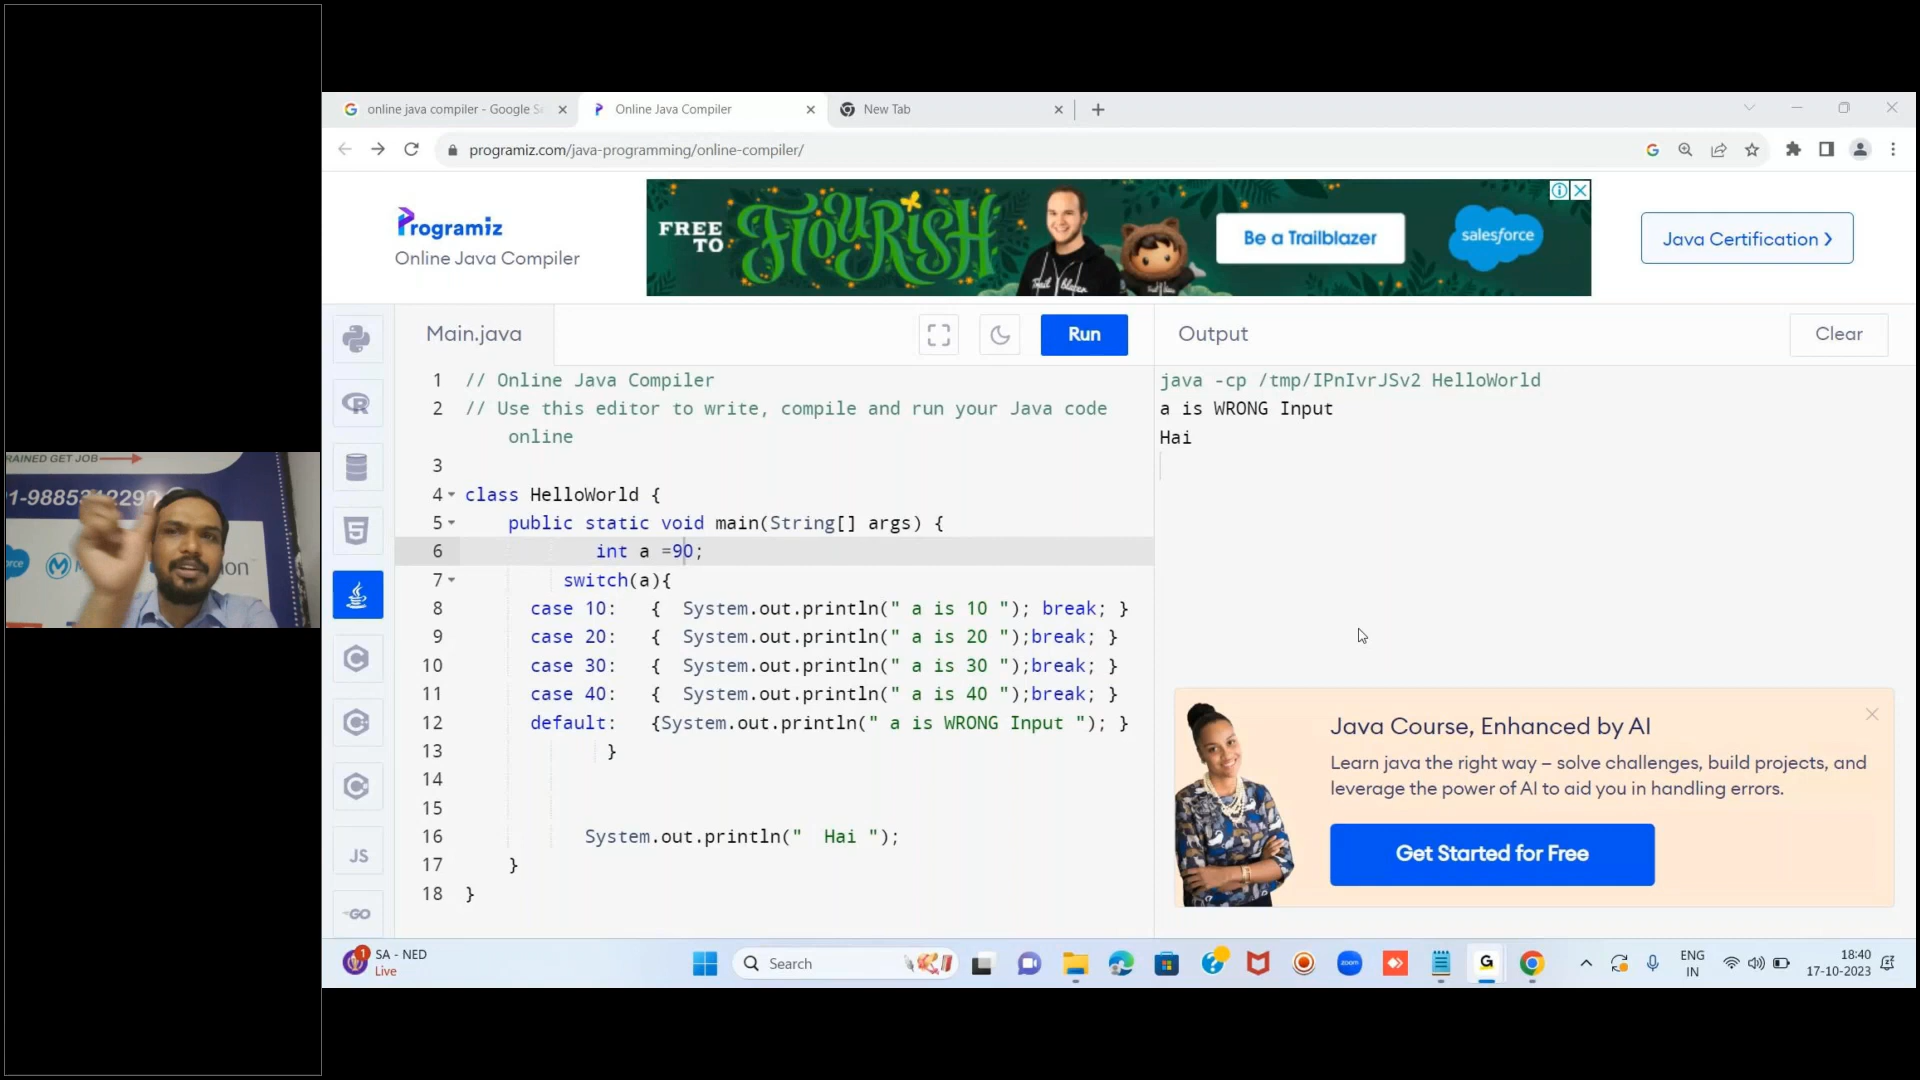 online java compiler - Google S
Online Java Compiler
New Tab
programiz.com/java-programming/online-compiler/
Programiz
Online Java Compiler
FREE TO FLOURISH
Be a Trailblazer
salesforce
Java Certification
Main.java
Run
Output
Clear
1 // Online Java Compiler
2 // Use this editor to write, compile and run your Java code
online
3
4 class HelloWorld {
5 public static void main(String[] args) {
6 int a =90;
7 switch(a){
8 case 10: { System.out.println(" a is 10 "); break; }
9 case 20: { System.out.println(" a is 20 ");break; }
10 case 30: { System.out.println(" a is 30 ");break; }
11 case 40: { System.out.println(" a is 40 ");break; }
12 default: {System.out.println(" a is WRONG Input "); }
13 }
14
15
16 System.out.println("  Hai ");
17 }
18 }
java -cp /tmp/IPnIvrJSv2 HelloWorld
a is WRONG Input
Hai
RAINED GET JOB
JS
GO
Java Course, Enhanced by AI
Learn java the right way – solve challenges, build projects, and
leverage the power of AI to aid you in handling errors.
Get Started for Free
1
SA - NED
Live
Search
zoom
G
ENG
IN
18:40
17-10-2023